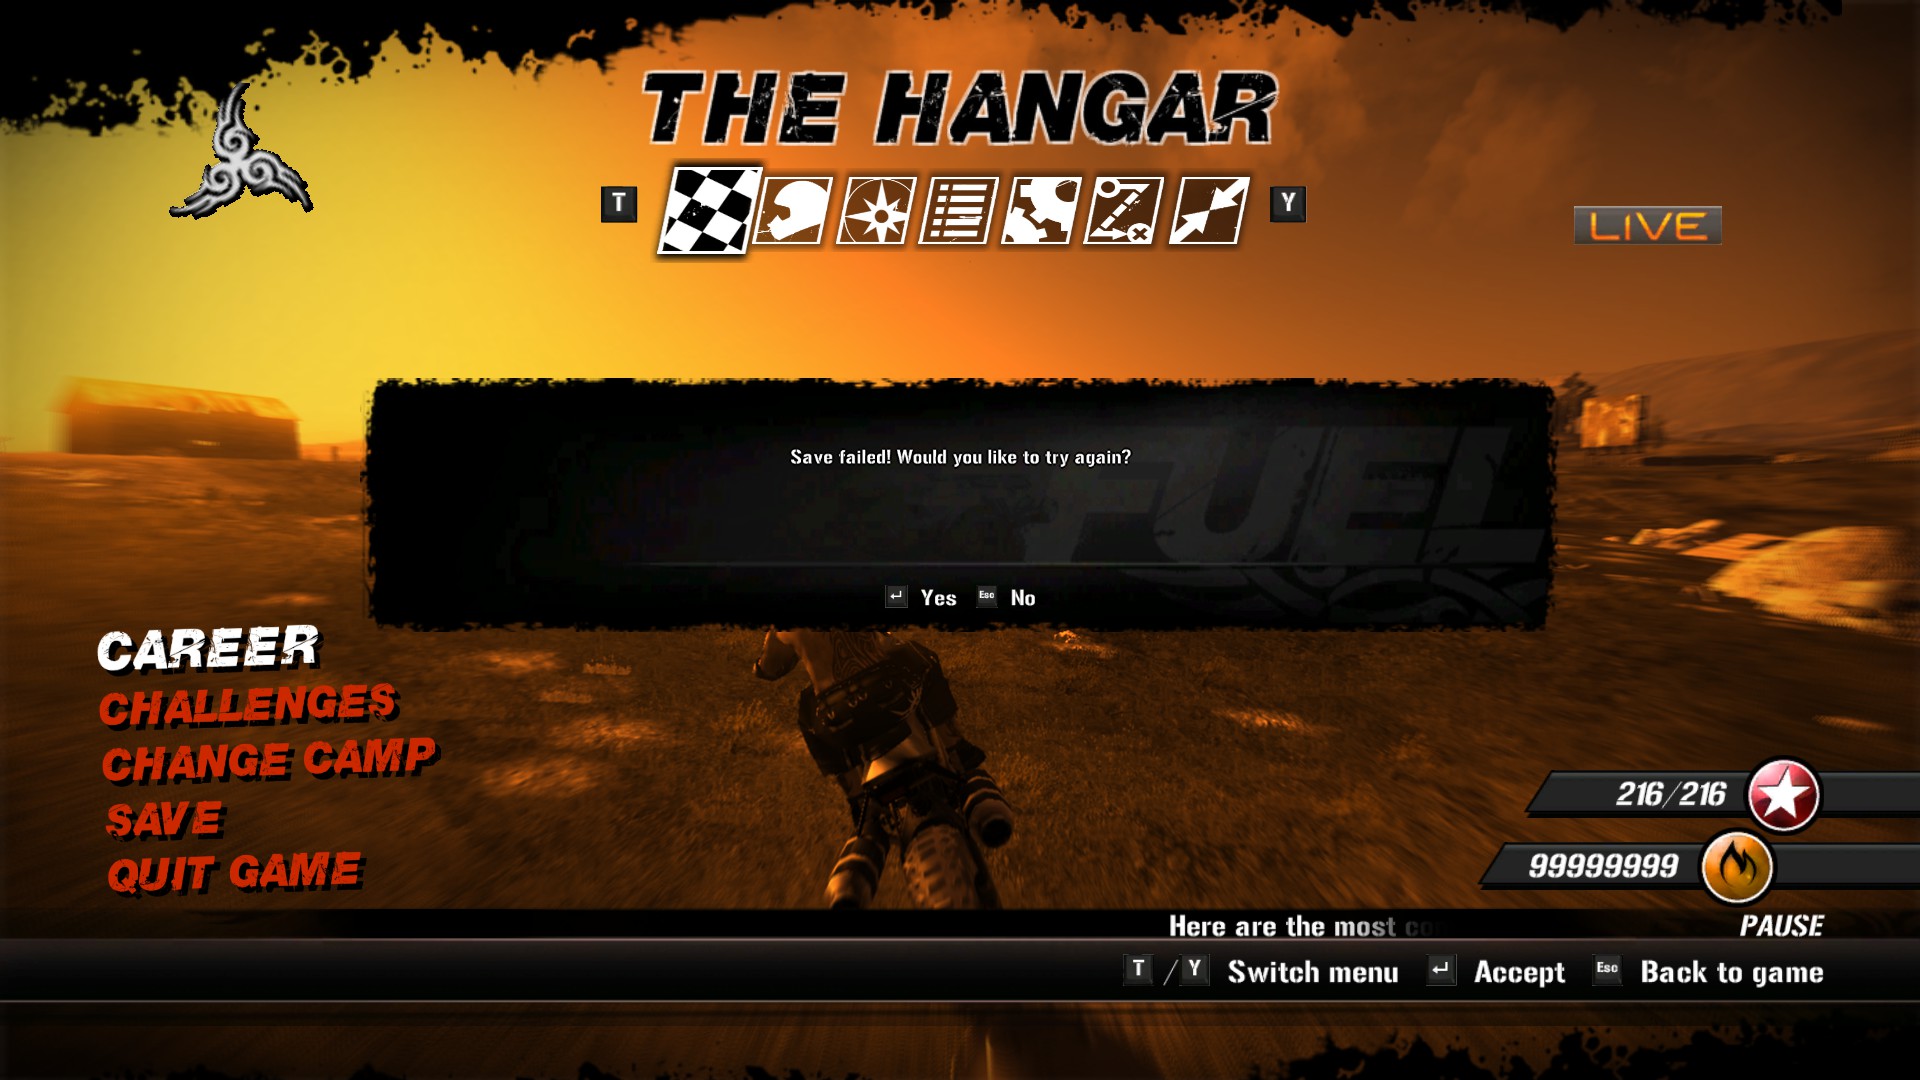 THE HANGAR
T
Y
LIVE
FUEL
Save failed! Would you like to try again?
Yes Esc No
CAREER
CHALLENGES
CHANGE CAMP
SAVE
QUIT GAME
216/216
99999999
Here are the most
PAUSE
T / Y Switch menu Accept Esc Back to game